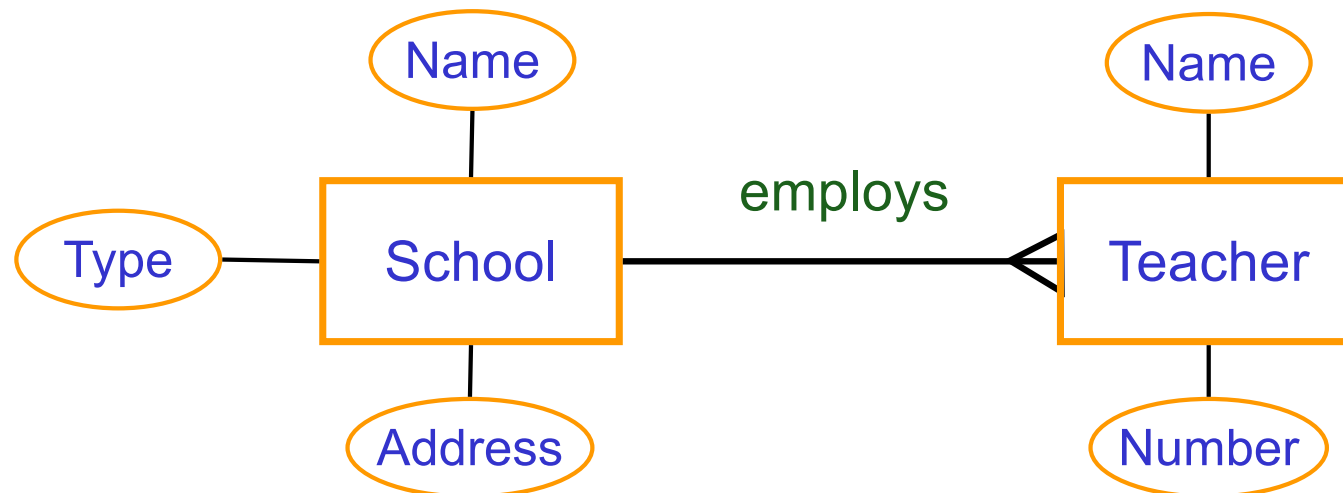 Name
Name
employs
Type
School
Teacher
Address
Number